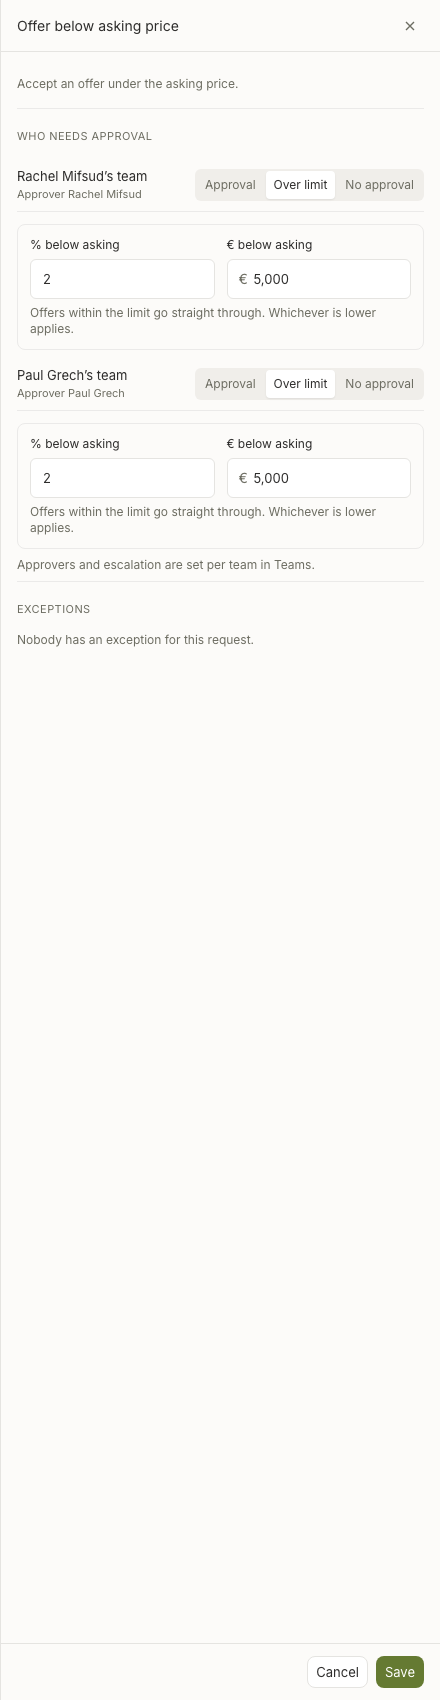 Offer below asking price
Accept an offer under the asking price.
WHO NEEDS APPROVAL
Rachel Mifsud's team
Approver Rachel Mifsud
Approval Over limit No approval
% below asking € below asking
2 € 5,000
Offers within the limit go straight through. Whichever is lower
applies.
Paul Grech's team
Approver Paul Grech
Approval Over limit No approval
% below asking € below asking
2 € 5,000
Offers within the limit go straight through. Whichever is lower
applies.
Approvers and escalation are set per team in Teams.
EXCEPTIONS
Nobody has an exception for this request.
Cancel Save